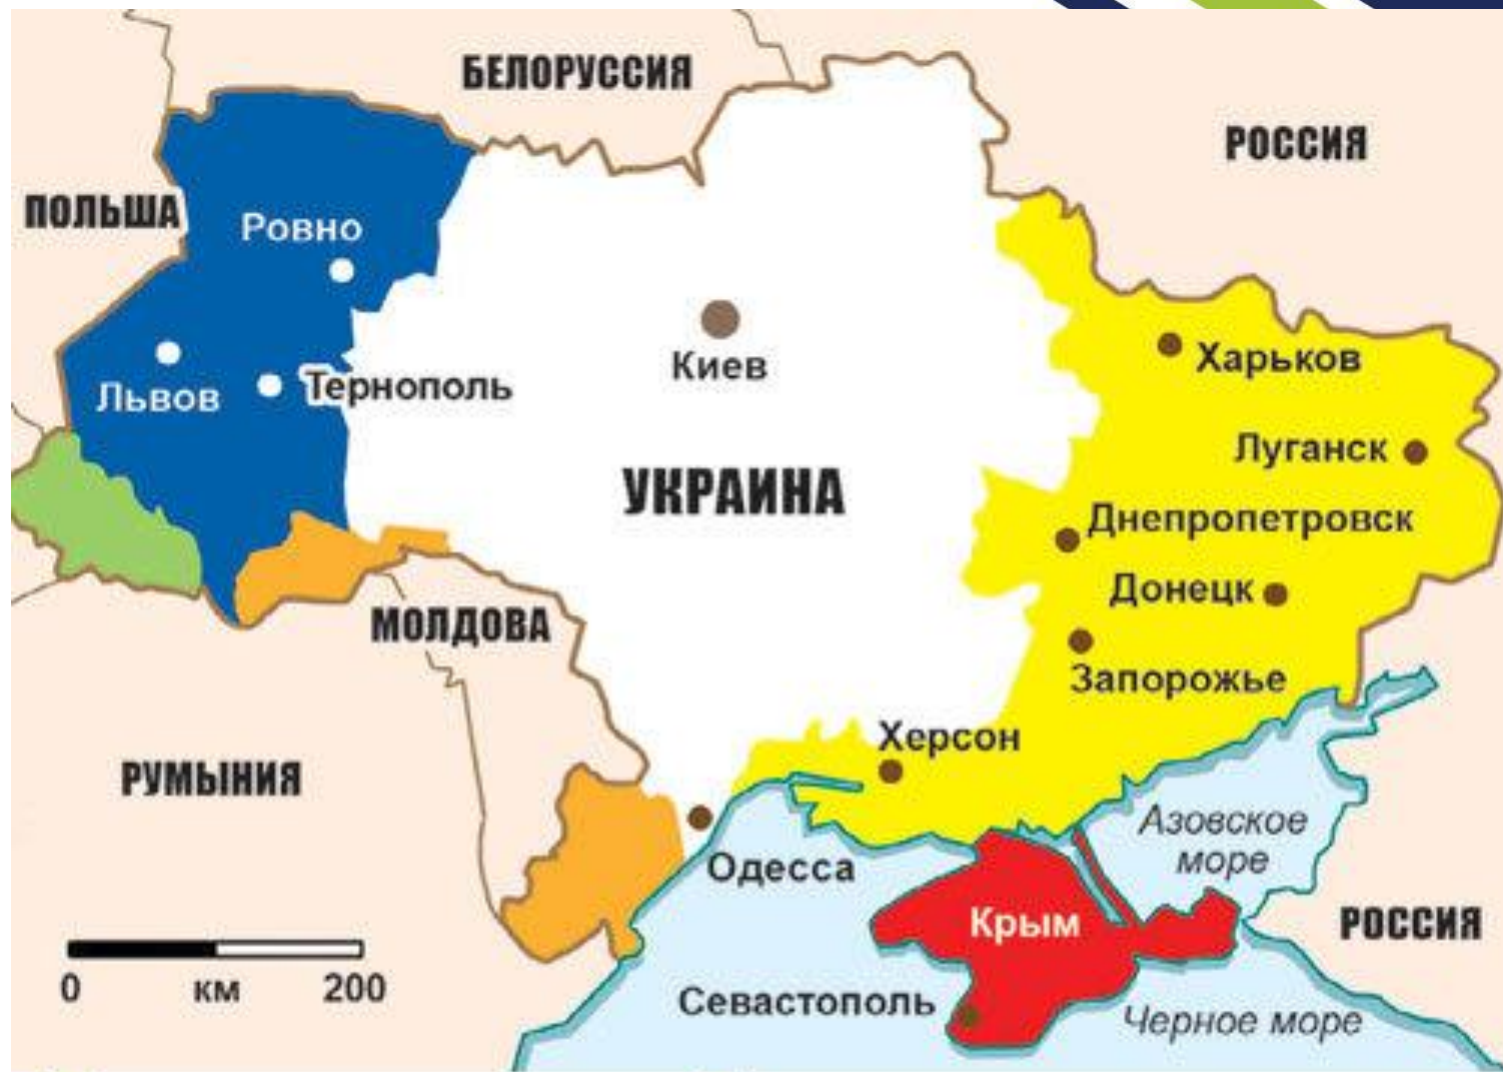 БЕЛОРУССИЯ
РОССИЯ
ПОЛЬША
Ровно
Киев
Харьков
Львов
Тернополь
Луганск
УКРАИНА
Днепропетровск
Донецк
МОЛДОВА
Запорожье
Херсон
РУМЫНИЯ
Азовское
море
Одесса
Крым
РОССИЯ
0 км 200
Севастополь
Черное море